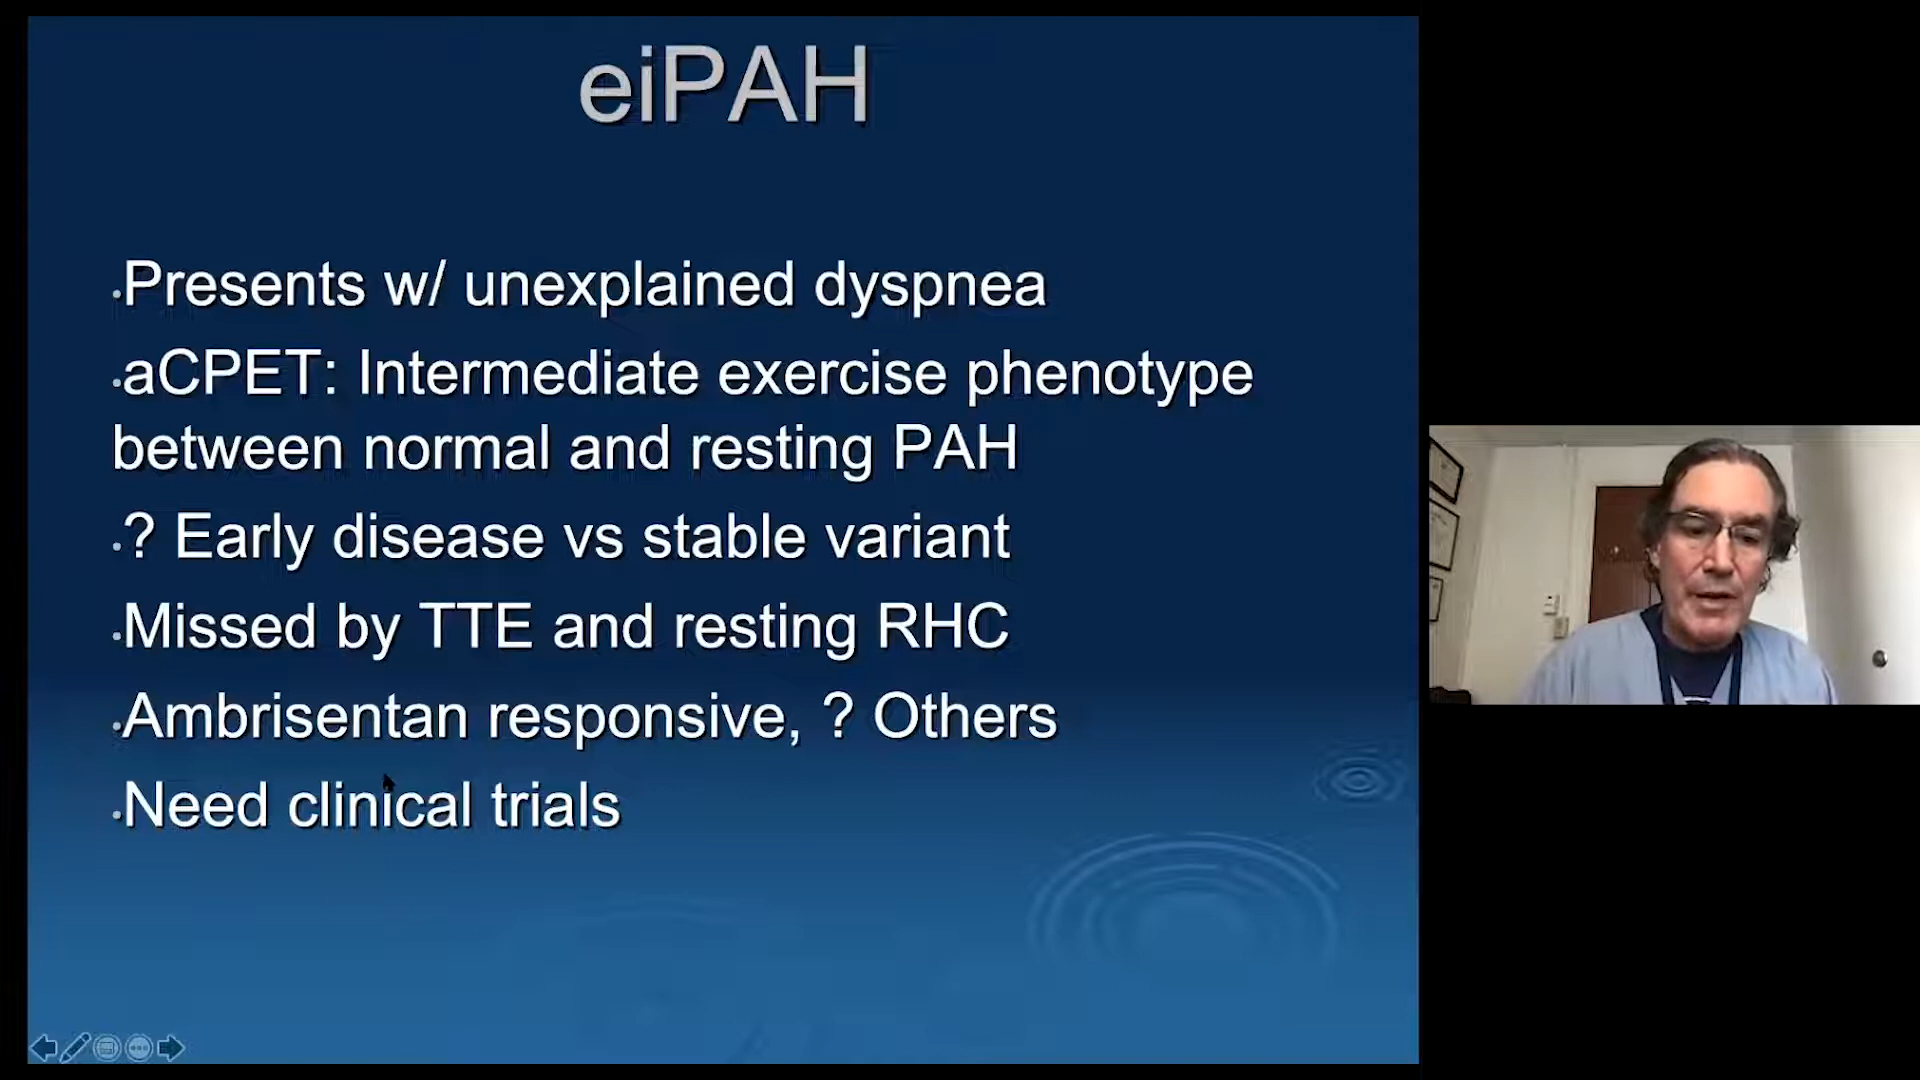 eiPAH
•Presents w/ unexplained dyspnea
•aCPET: Intermediate exercise phenotype
between normal and resting PAH
•? Early disease vs stable variant
•Missed by TTE and resting RHC
•Ambrisentan responsive, ? Others
•Need clinical trials